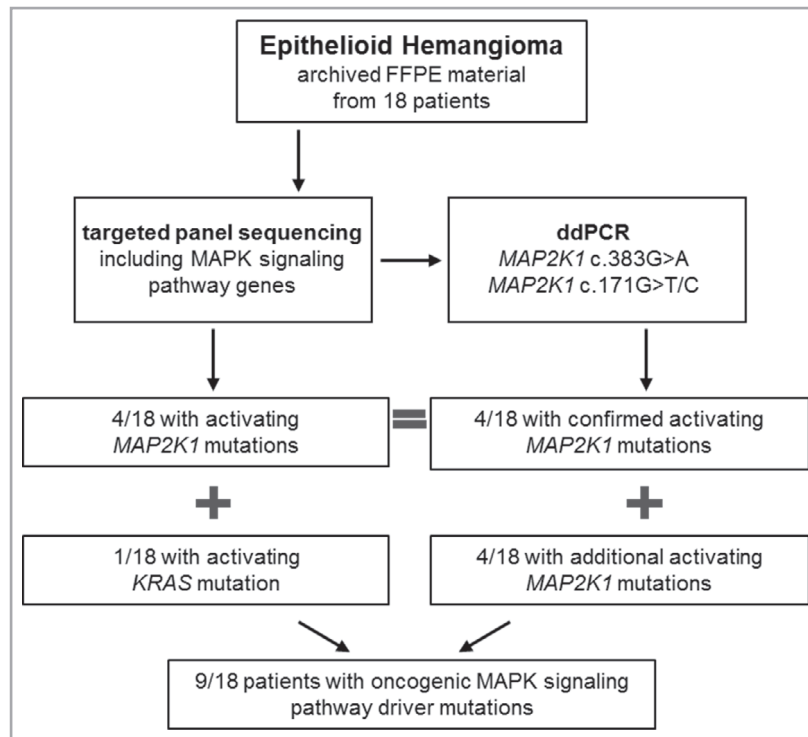 Epithelioid Hemangioma
archived FFPE material
from 18 patients
targeted panel sequencing
including MAPK signaling
pathway genes
ddPCR
MAP2K1 c.383G>A
MAP2K1 c.171G>T/C
4/18 with activating
MAP2K1 mutations
=
4/18 with confirmed activating
MAP2K1 mutations
+
+
1/18 with activating
KRAS mutation
4/18 with additional activating
MAP2K1 mutations
9/18 patients with oncogenic MAPK signaling
pathway driver mutations